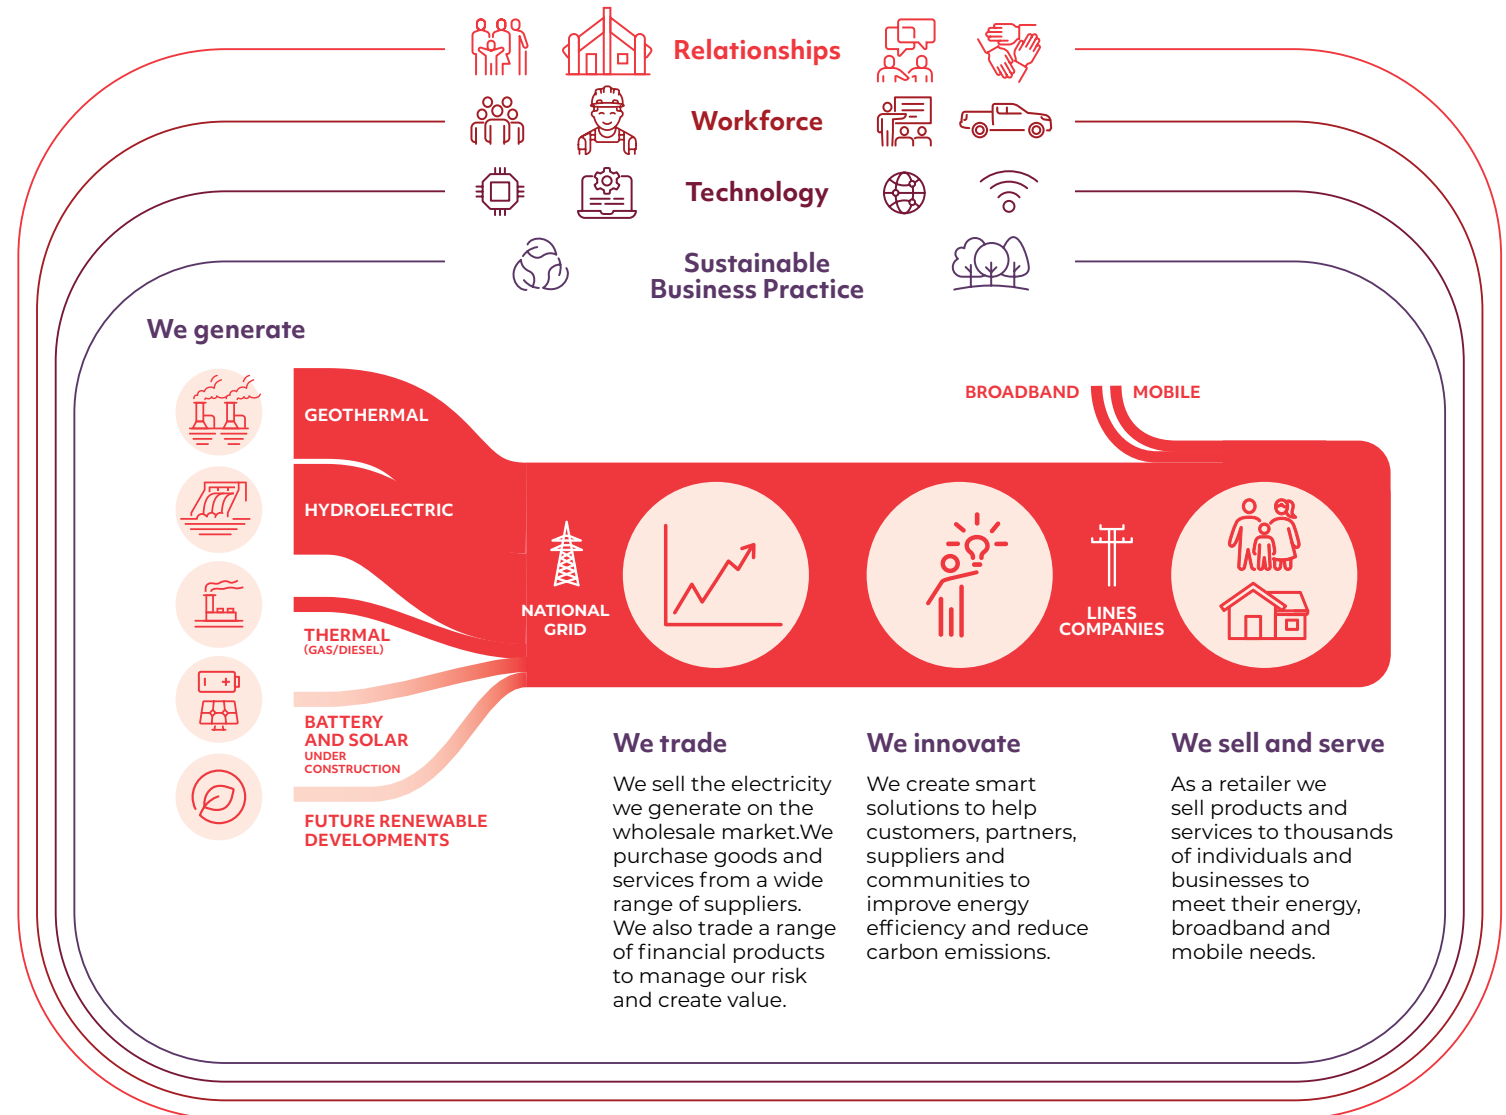 Relationships
Workforce
Technology
Sustainable
Business Practice
We generate
GEOTHERMAL
HYDROELECTRIC
THERMAL
(GAS/DIESEL)
BATTERY
AND SOLAR
UNDER
CONSTRUCTION
FUTURE RENEWABLE
DEVELOPMENTS
NATIONAL
GRID
BROADBAND
MOBILE
LINES
COMPANIES
We trade
We sell the electricity
we generate on the
wholesale market.We
purchase goods and
services from a wide
range of suppliers.
We also trade a range
of financial products
to manage our risk
and create value.
We innovate
We create smart
solutions to help
customers, partners,
suppliers and
communities to
improve energy
efficiency and reduce
carbon emissions.
We sell and serve
As a retailer we
sell products and
services to thousands
of individuals and
businesses to
meet their energy,
broadband and
mobile needs.